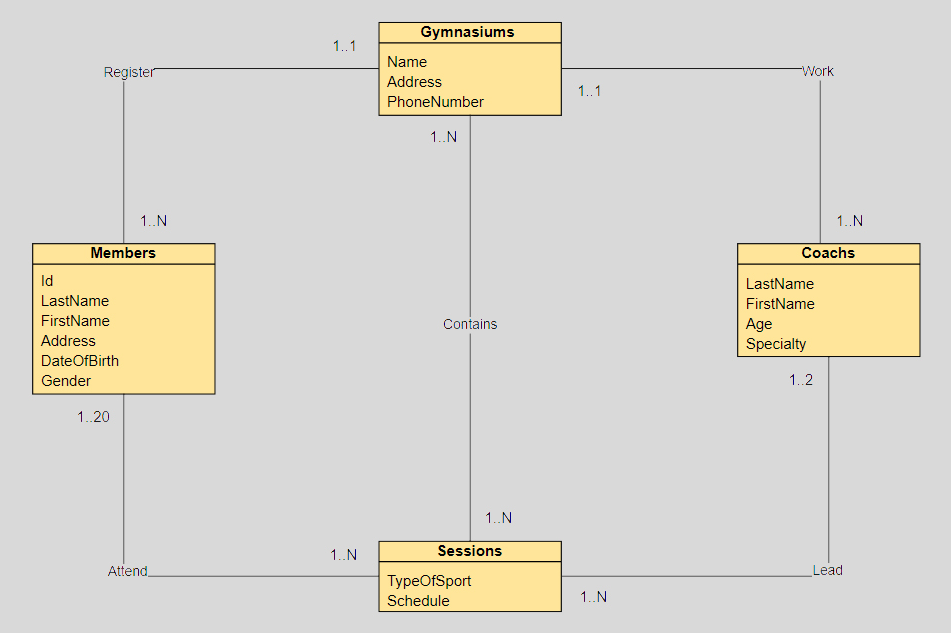 Gymnasiums
1..1
Name
Address
PhoneNumber
Register
Work
1..1
1..N
1..N
1..N
Members
Id
LastName
FirstName
Address
DateOfBirth
Gender
Coachs
LastName
FirstName
Age
Specialty
Contains
1..2
1..20
1..N
Sessions
1..N
TypeOfSport
Schedule
Attend
Lead
1..N